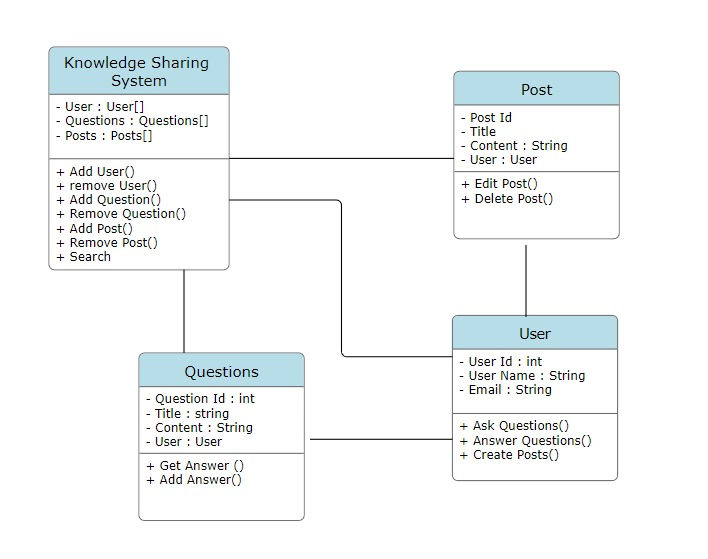 Knowledge Sharing
System
- User : User[]
- Questions : Questions[]
- Posts : Posts[]
+ Add User()
+ remove User()
+ Add Question()
+ Remove Question()
+ Add Post()
+ Remove Post()
+ Search
Post
- Post Id
- Title
- Content : String
- User : User
+ Edit Post()
+ Delete Post()
Questions
- Question Id : int
- Title : string
- Content : String
- User : User
+ Get Answer ()
+ Add Answer()
User
- User Id : int
- User Name : String
- Email : String
+ Ask Questions()
+ Answer Questions()
+ Create Posts()